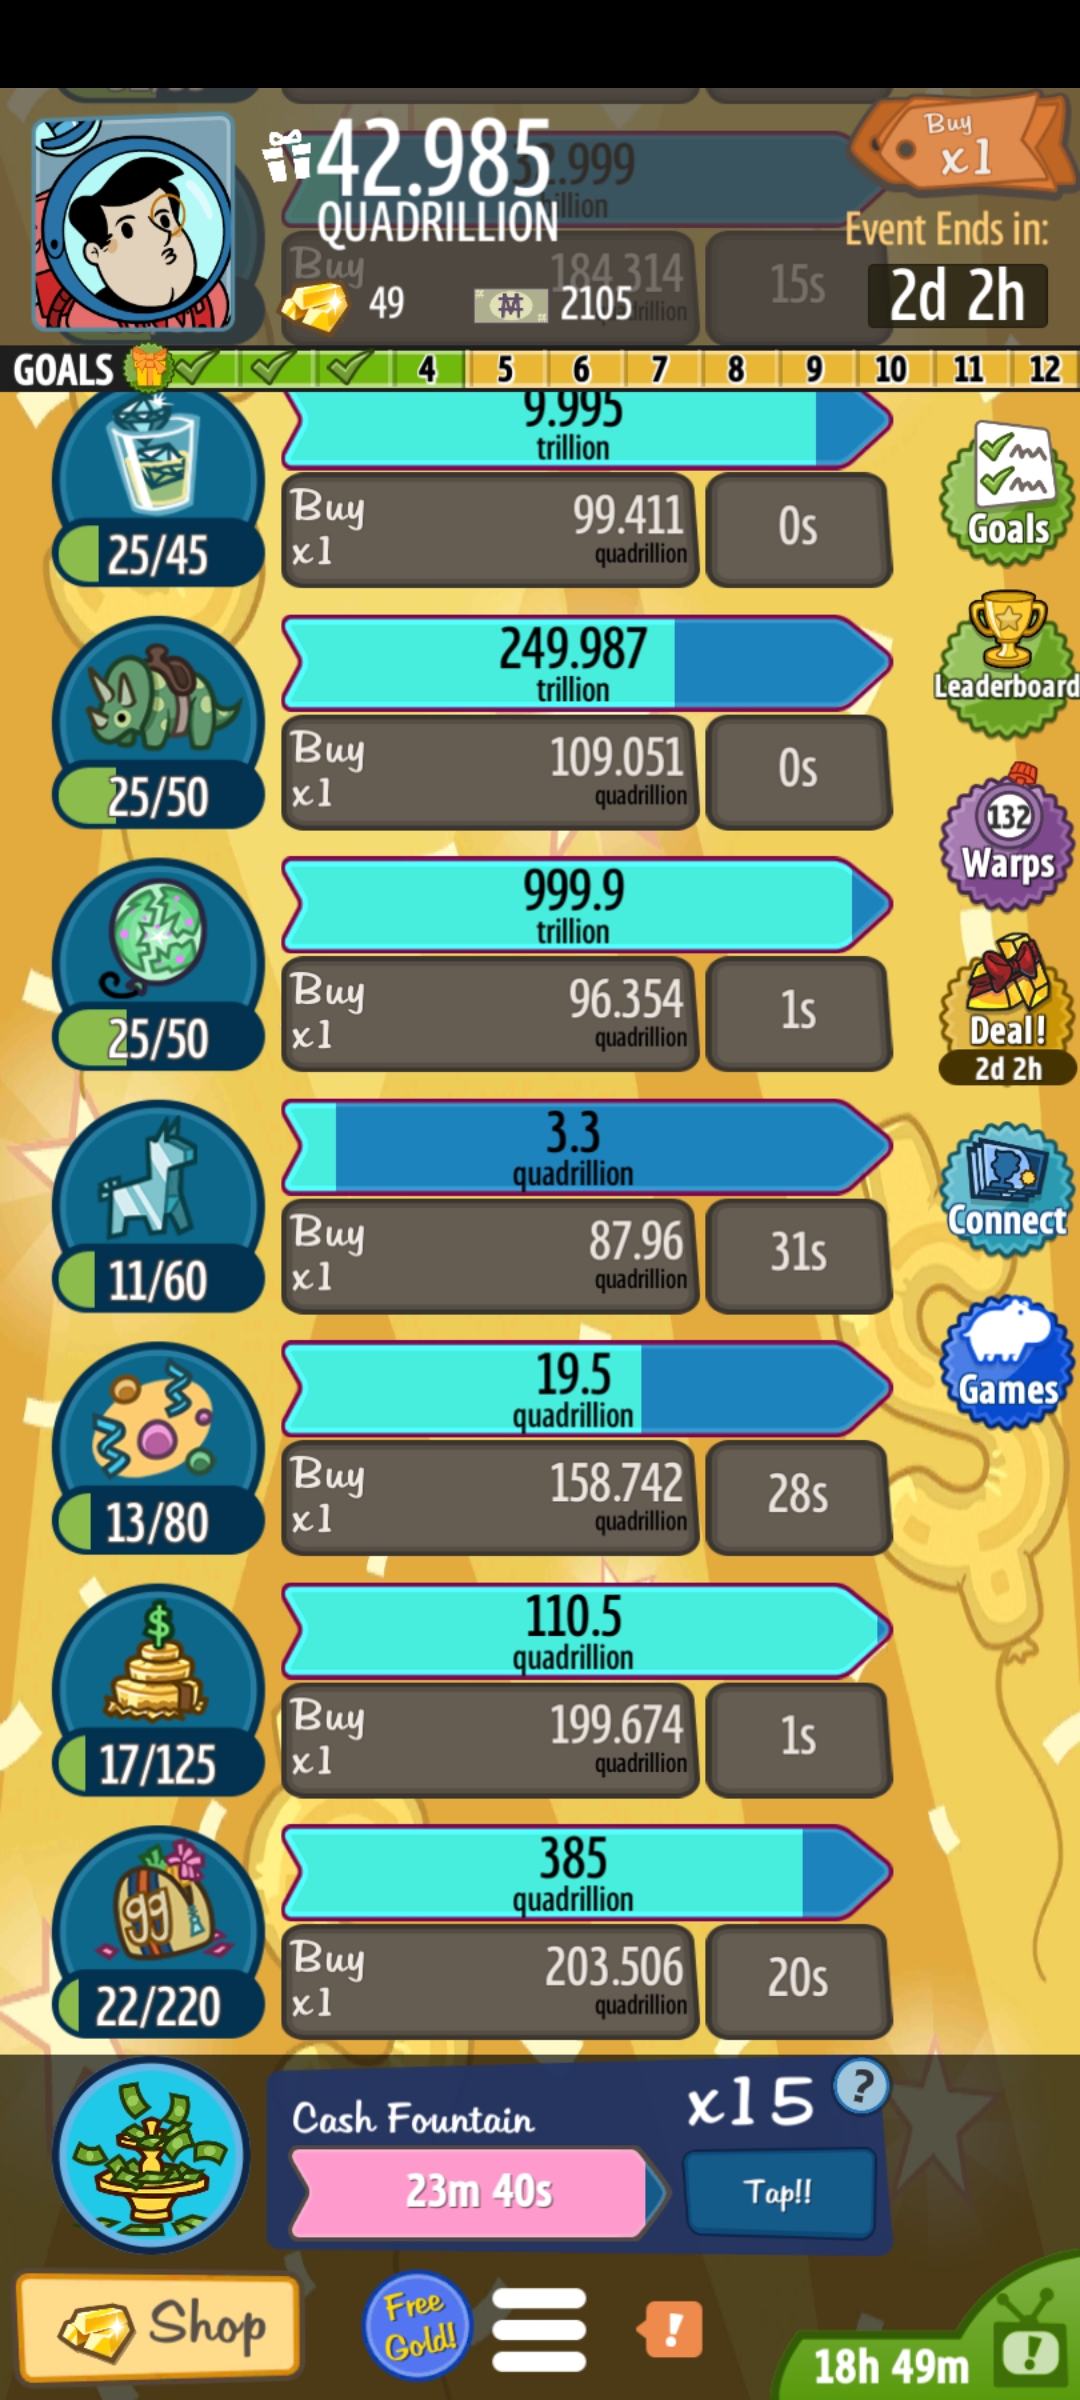 42.985
QUADRILLION
Buy
x1
Event Ends in:
2d 2h
49
2105
Buy
184.314
15s
GOALS
4
5
6
7
8
9
10
11
12
9.995
trillion
25/45
Buy
x1
99.411
quadrillion
0s
Goals
249.987
trillion
25/50
Buy
x1
109.051
quadrillion
0s
Leaderboard
999.9
trillion
25/50
Buy
x1
96.354
quadrillion
1s
132
Warps
Deal!
2d 2h
3.3
quadrillion
11/60
Buy
x1
87.96
quadrillion
31s
Connect
19.5
quadrillion
13/80
Buy
x1
158.742
quadrillion
28s
Games
$
110.5
quadrillion
17/125
Buy
x1
199.674
quadrillion
1s
99
385
quadrillion
22/220
Buy
x1
203.506
quadrillion
20s
Cash Fountain
x15
?
23m 40s
Tap!!
Shop
Free
Gold!
!
18h 49m
!